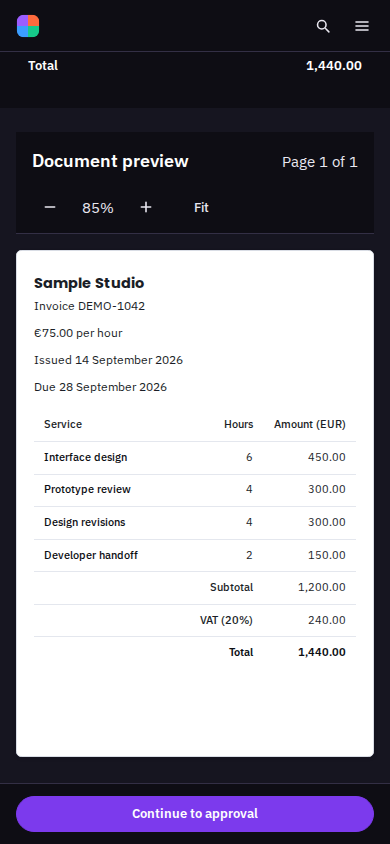 Total 1,440.00
Document preview Page 1 of 1
85% Fit
Sample Studio
Invoice DEMO-1042
€75.00 per hour
Issued 14 September 2026
Due 28 September 2026
Service Hours Amount (EUR)
Interface design 6 450.00
Prototype review 4 300.00
Design revisions 4 300.00
Developer handoff 2 150.00
Subtotal 1,200.00
VAT (20%) 240.00
Total 1,440.00
Continue to approval